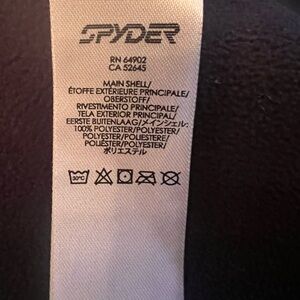 SPYDER
RN 64902
CA 52645
MAIN SHELL/
ÉTOFFE EXTÉRIEURE PRINCIPALE/
OBERSTOFF/
RIVESTIMENTO PRINCIPALE/
TELA EXTERIOR PRINCIPAL/
EERSTE BUITENLAAG/メインシェル:
100% POLYESTER/POLYESTER/
POLYESTER/POLIESTERE/
POLIÉSTER/POLYESTER/
ポリエステル
30°C